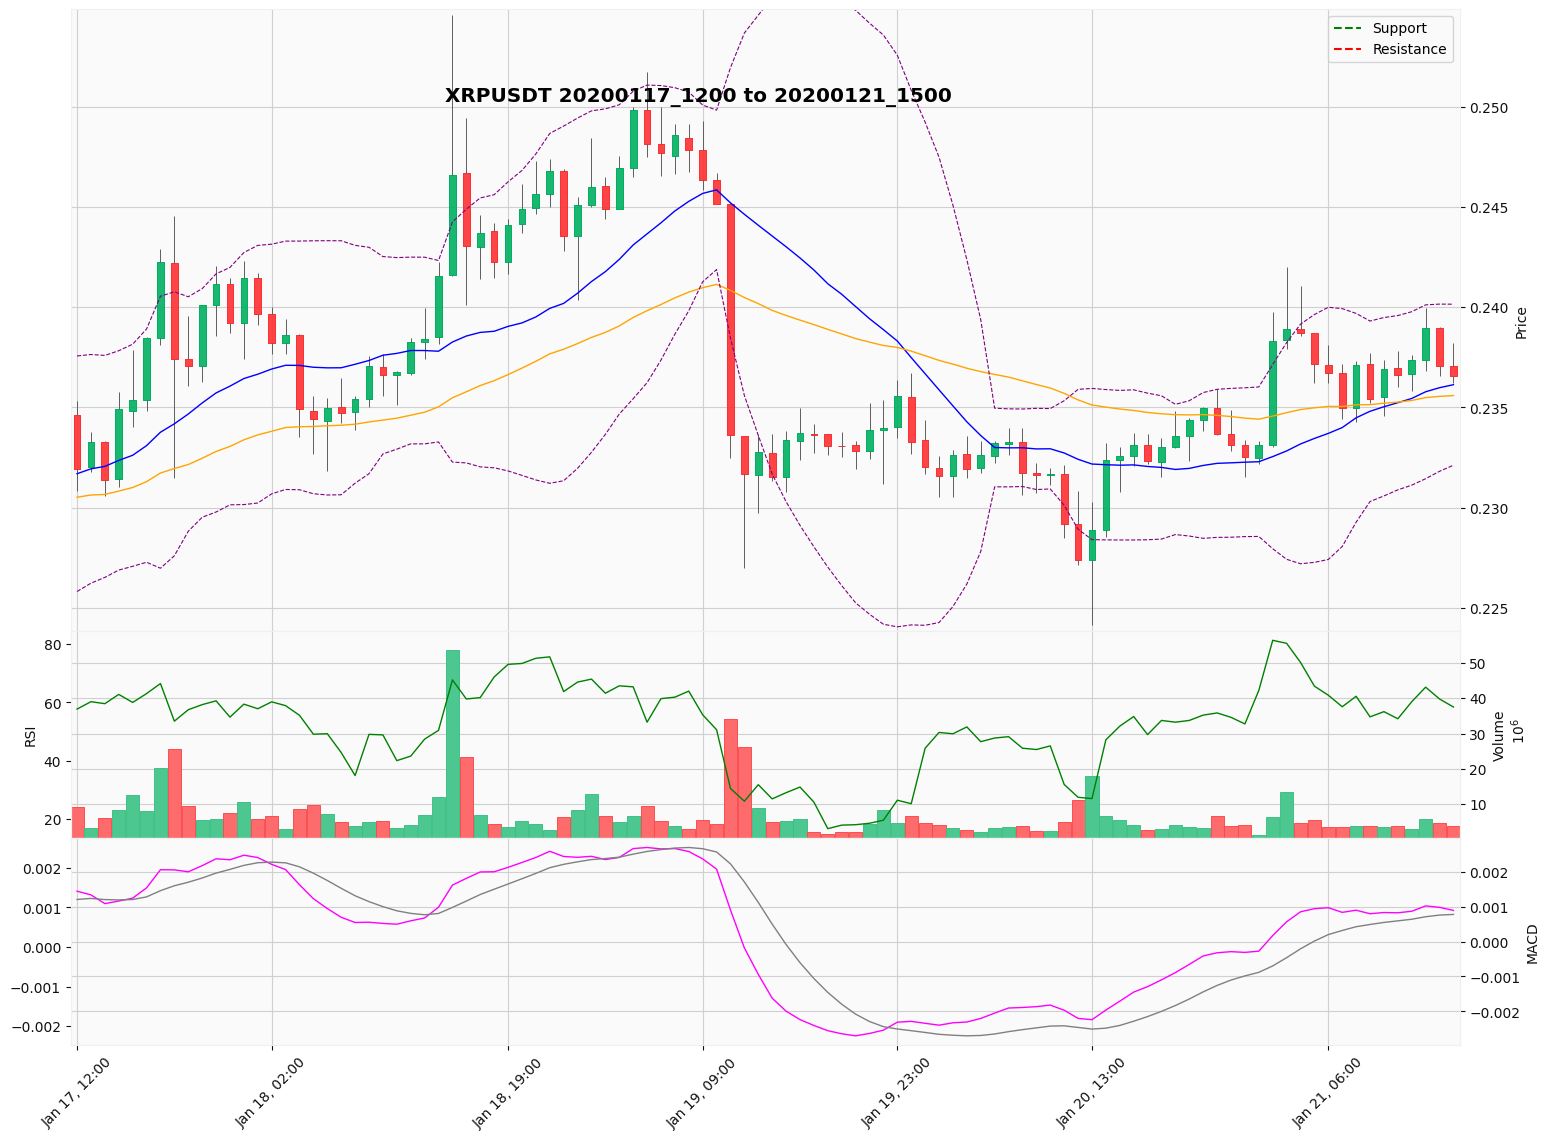 XRPUSDT 20200117_1200 to 20200121_1500
Support
Resistance
0.250
0.245
0.240
0.235
0.230
0.225
Price
80
60
40
20
RSI
50
40
30
20
10
Volume
10^6
0.002
0.001
0.000
−0.001
−0.002
0.002
0.001
0.000
−0.001
−0.002
MACD
Jan 17, 12:00
Jan 18, 02:00
Jan 18, 19:00
Jan 19, 09:00
Jan 19, 23:00
Jan 20, 13:00
Jan 21, 06:00